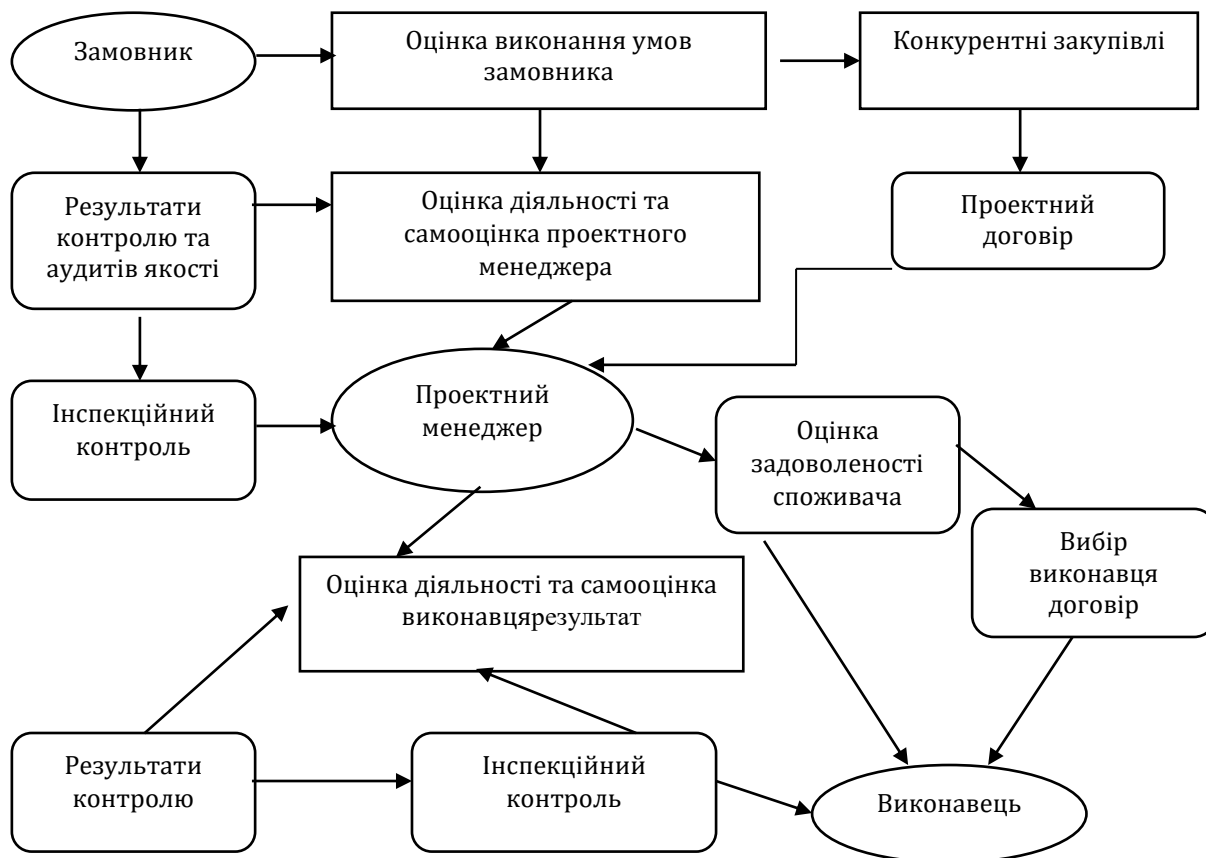 Замовник
Оцінка виконання умов
замовника
Конкурентні закупівлі
Результати
контролю та
аудитів якості
Оцінка діяльності та
самооцінка проектного
менеджера
Проектний
договір
Інспекційний
контроль
Проектний
менеджер
Оцінка
задоволеності
споживача
Вибір
виконавця
договір
Оцінка діяльності та самооцінка
виконавцярезультат
Результати
контролю
Інспекційний
контроль
Виконавець